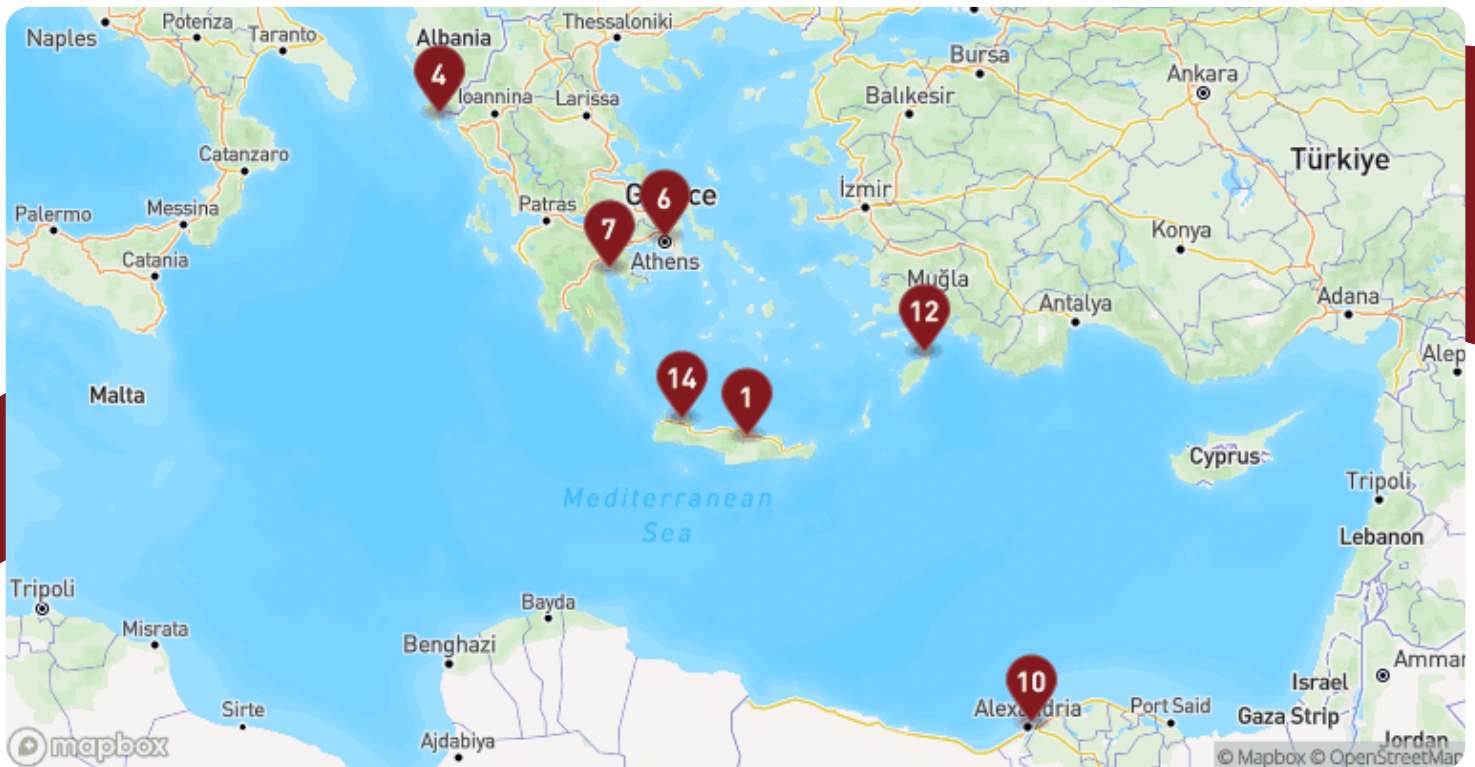 Naples
Potenza
Taranto
Albania
Thessaloniki
Bursa
Ankara
4
Ioannina
Larissa
Balıkesir
Catanzaro
Türkiye
Palermo
Messina
Patras
6
İzmir
7
Konya
Catania
Athens
Muğla
12
Antalya
Adana
14
1
Malta
Cyprus
Mediterranean
Sea
Tripoli
Lebanon
Tripoli
Misrata
Bayda
Benghazi
10
Sirte
Port Said
Israel
Gaza Strip
Ajdabiya
Jordan
mapbox
© Mapbox © OpenStreetMap